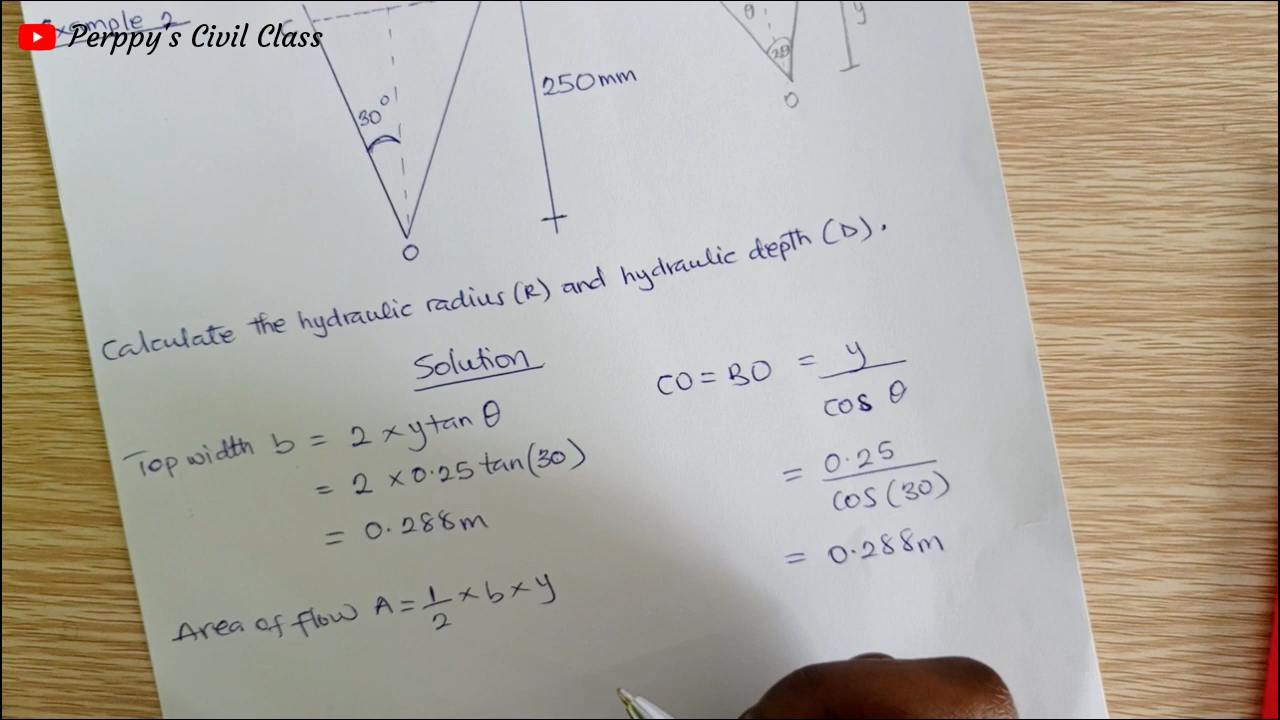 Example 2
Perppy's Civil Class
30°
250mm
O
θ
2θ
y
O
Calculate the hydraulic radius (R) and hydraulic depth (D).
Solution
Top width b = 2 × y tan θ
= 2 × 0.25 tan(30)
= 0.288m
Area of flow A = 1/2 × b × y
CO = BO = y / cos θ
= 0.25 / cos(30)
= 0.288m